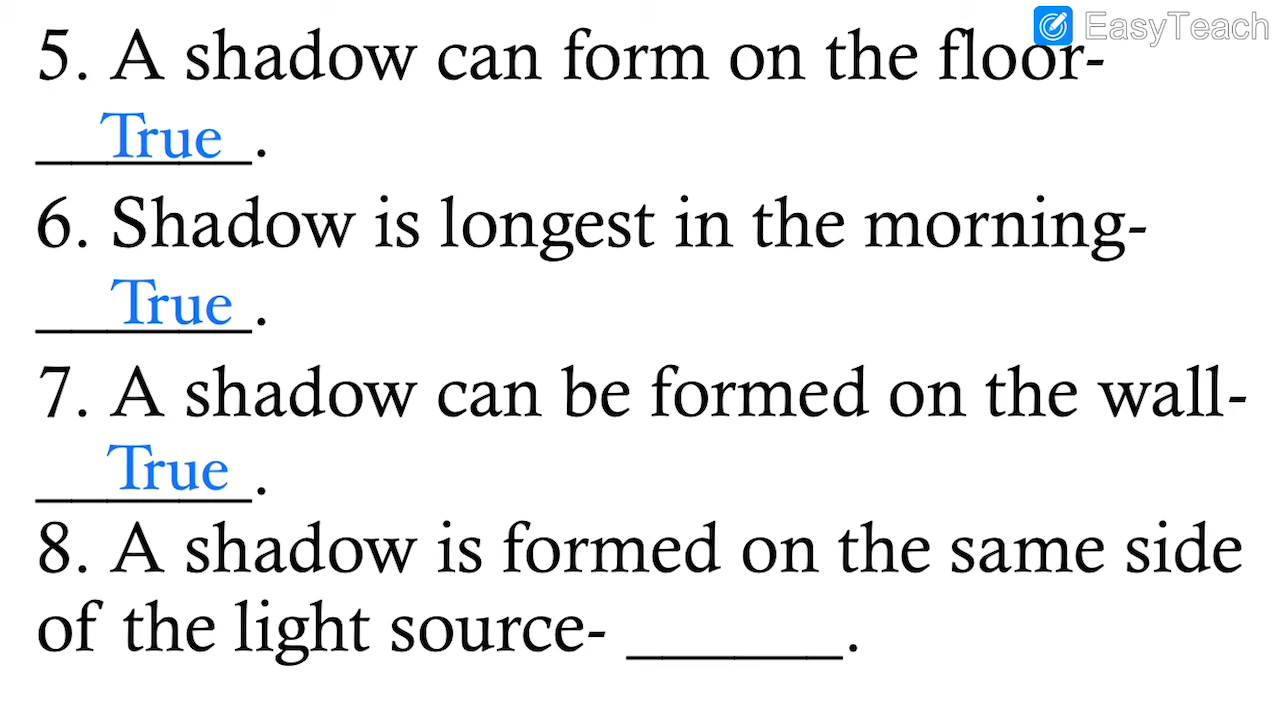 EasyTeach
5. A shadow can form on the floor-
True.
6. Shadow is longest in the morning-
True.
7. A shadow can be formed on the wall-
True.
8. A shadow is formed on the same side
of the light source- ______.